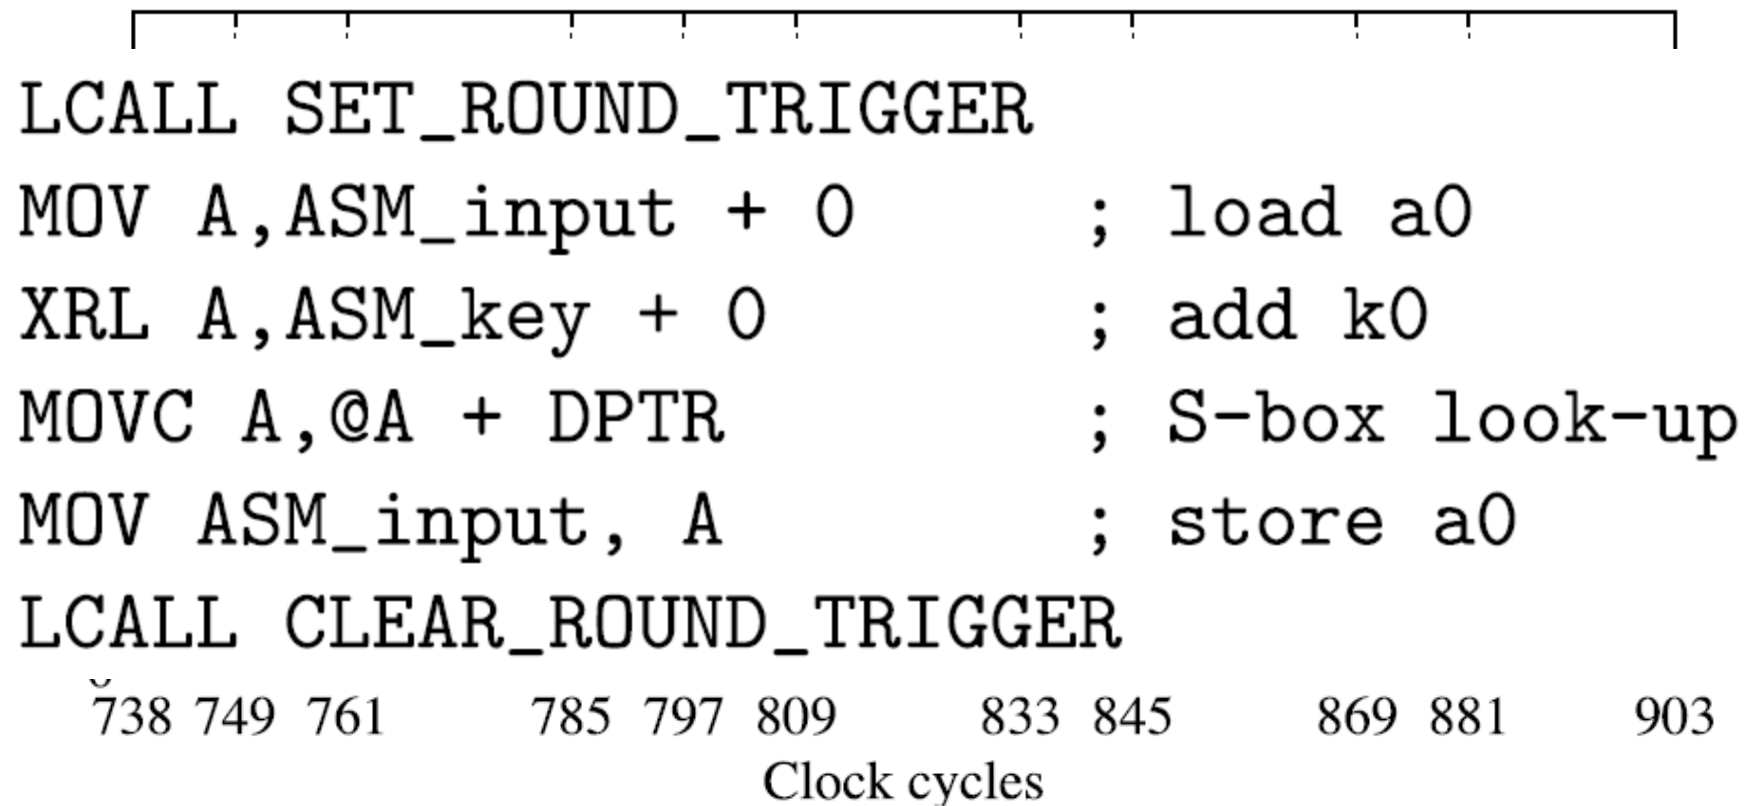 LCALL SET_ROUND_TRIGGER
MOV A,ASM_input + 0 ; load a0
XRL A,ASM_key + 0 ; add k0
MOVC A,@A + DPTR ; S-box look-up
MOV ASM_input, A ; store a0
LCALL CLEAR_ROUND_TRIGGER
738 749 761 785 797 809 833 845 869 881 903
Clock cycles